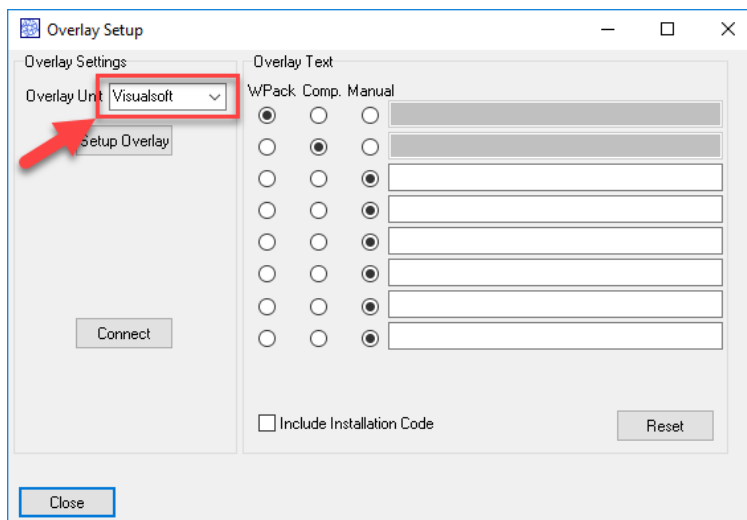 Overlay Setup
Overlay Settings
Overlay Unit Visualsoft
Setup Overlay
Connect
Overlay Text
WPack Comp. Manual
Include Installation Code
Reset
Close